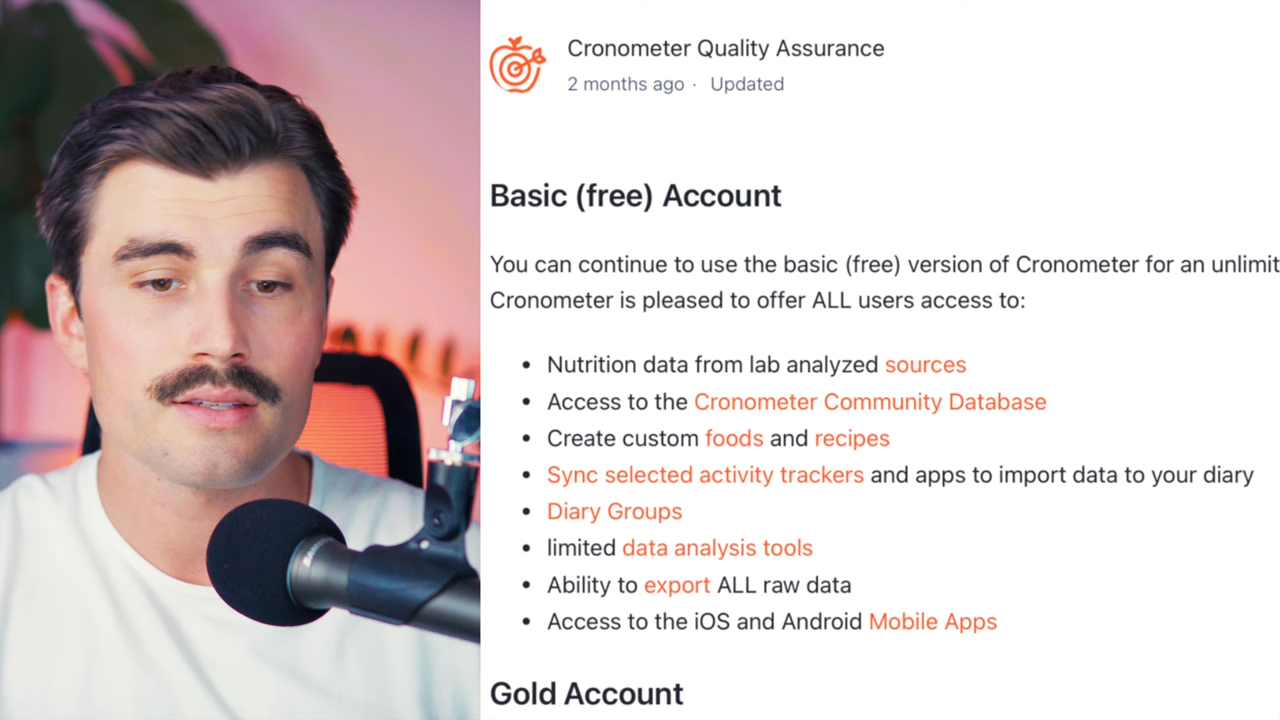 Cronometer Quality Assurance
2 months ago · Updated
Basic (free) Account
You can continue to use the basic (free) version of Cronometer for an unlimit
Cronometer is pleased to offer ALL users access to:
• Nutrition data from lab analyzed sources
• Access to the Cronometer Community Database
• Create custom foods and recipes
• Sync selected activity trackers and apps to import data to your diary
• Diary Groups
• limited data analysis tools
• Ability to export ALL raw data
• Access to the iOS and Android Mobile Apps
Gold Account